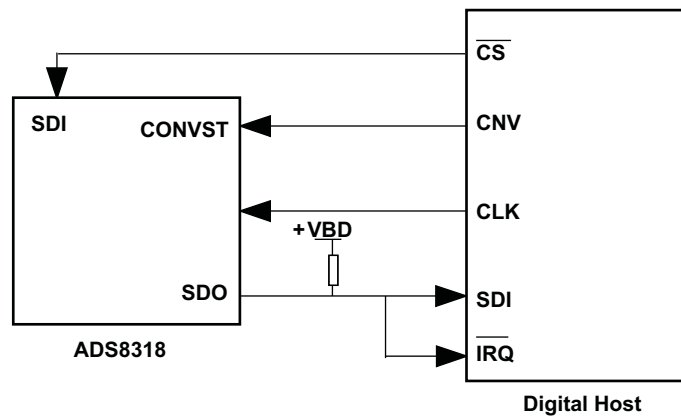 CS
SDI
CONVST
CNV
CLK
+VBD
SDO
SDI
IRQ
ADS8318
Digital Host